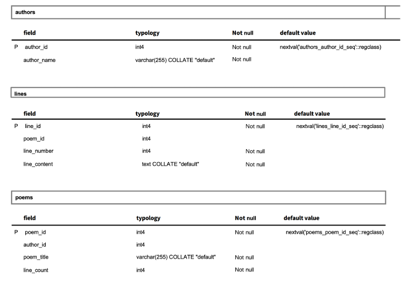 authors
field typology Not null default value
P author_id int4 Not null nextval('authors_author_id_seq'::regclass)
author_name varchar(255) COLLATE "default" Not null
lines
field typology Not null default value
P line_id int4 Not null nextval('lines_line_id_seq'::regclass)
poem_id int4
line_number int4 Not null
line_content text COLLATE "default" Not null
poems
field typology Not null default value
P poem_id int4 Not null nextval('poems_poem_id_seq'::regclass)
author_id int4
poem_title varchar(255) COLLATE "default" Not null
line_count int4 Not null